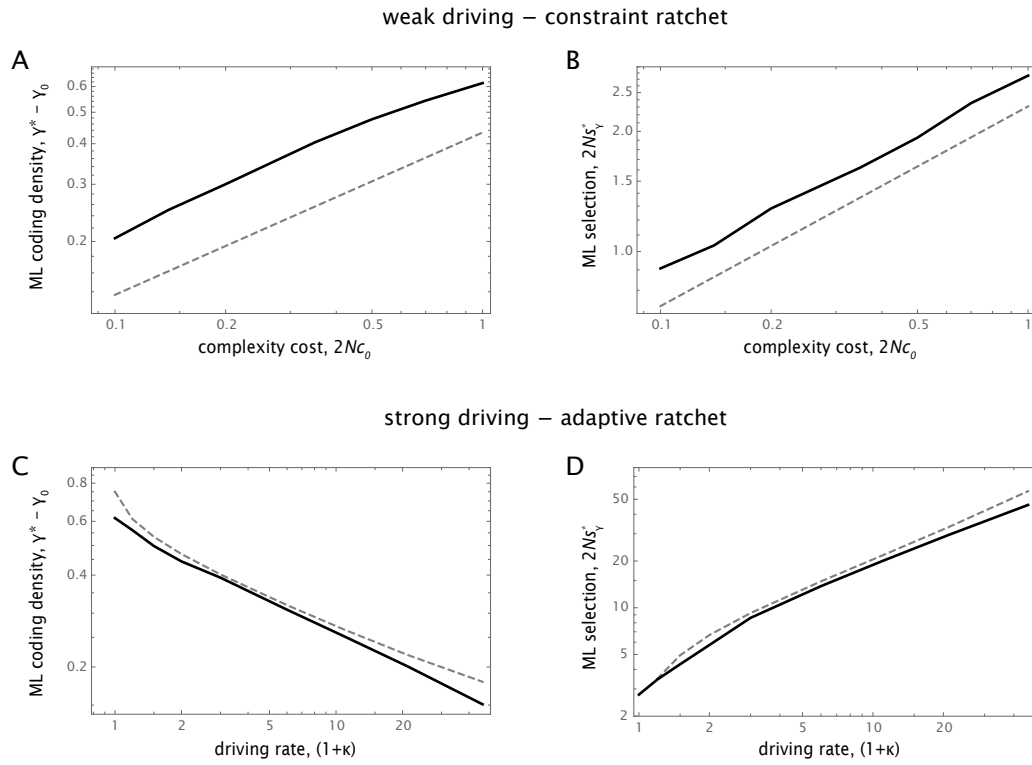 weak driving – constraint ratchet
A
B
ML coding density, γ* – γ₀
0.6
0.5
0.4
0.3
0.2
0.1
0.2
0.5
1
complexity cost, 2Nc₀
ML selection, 2Nsᵧ*
2.5
2.0
1.5
1.0
0.1
0.2
0.5
1
complexity cost, 2Nc₀
strong driving – adaptive ratchet
C
D
ML coding density, γ* – γ₀
0.8
0.6
0.4
0.2
1
2
5
10
20
driving rate, (1+κ)
ML selection, 2Nsᵧ*
50
20
10
5
2
1
2
5
10
20
driving rate, (1+κ)